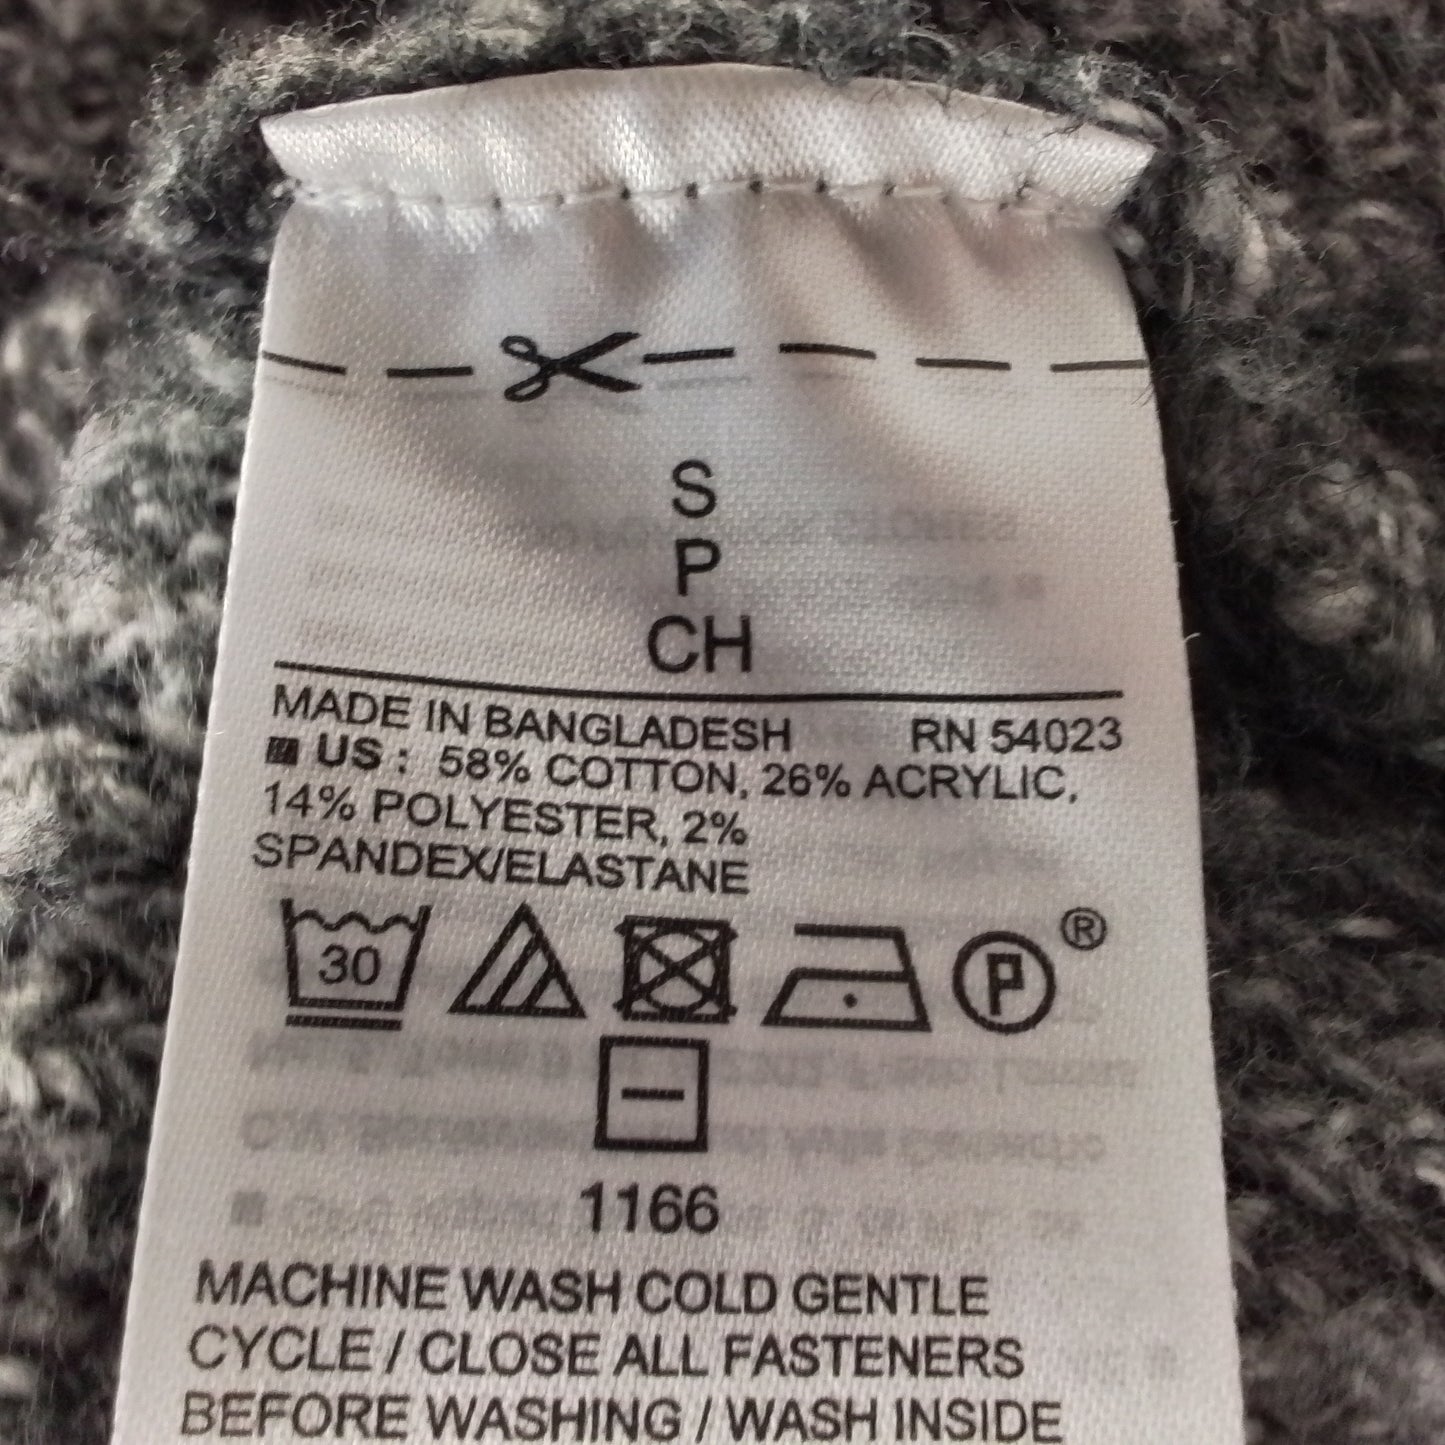 S
P
CH
MADE IN BANGLADESH RN 54023
US : 58% COTTON, 26% ACRYLIC,
14% POLYESTER, 2%
SPANDEX/ELASTANE
30 P ®
1166
MACHINE WASH COLD GENTLE
CYCLE / CLOSE ALL FASTENERS
BEFORE WASHING / WASH INSIDE